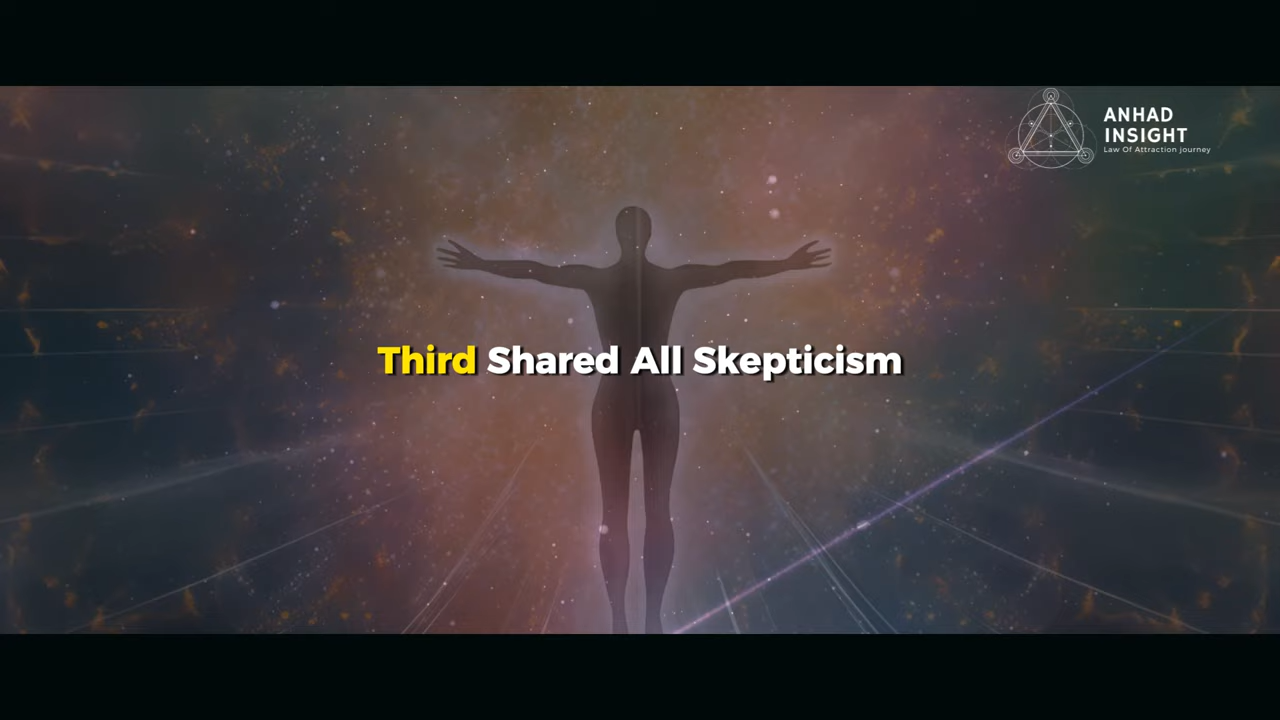 ANHAD
INSIGHT
Law Of Attraction journey
Third Shared All Skepticism